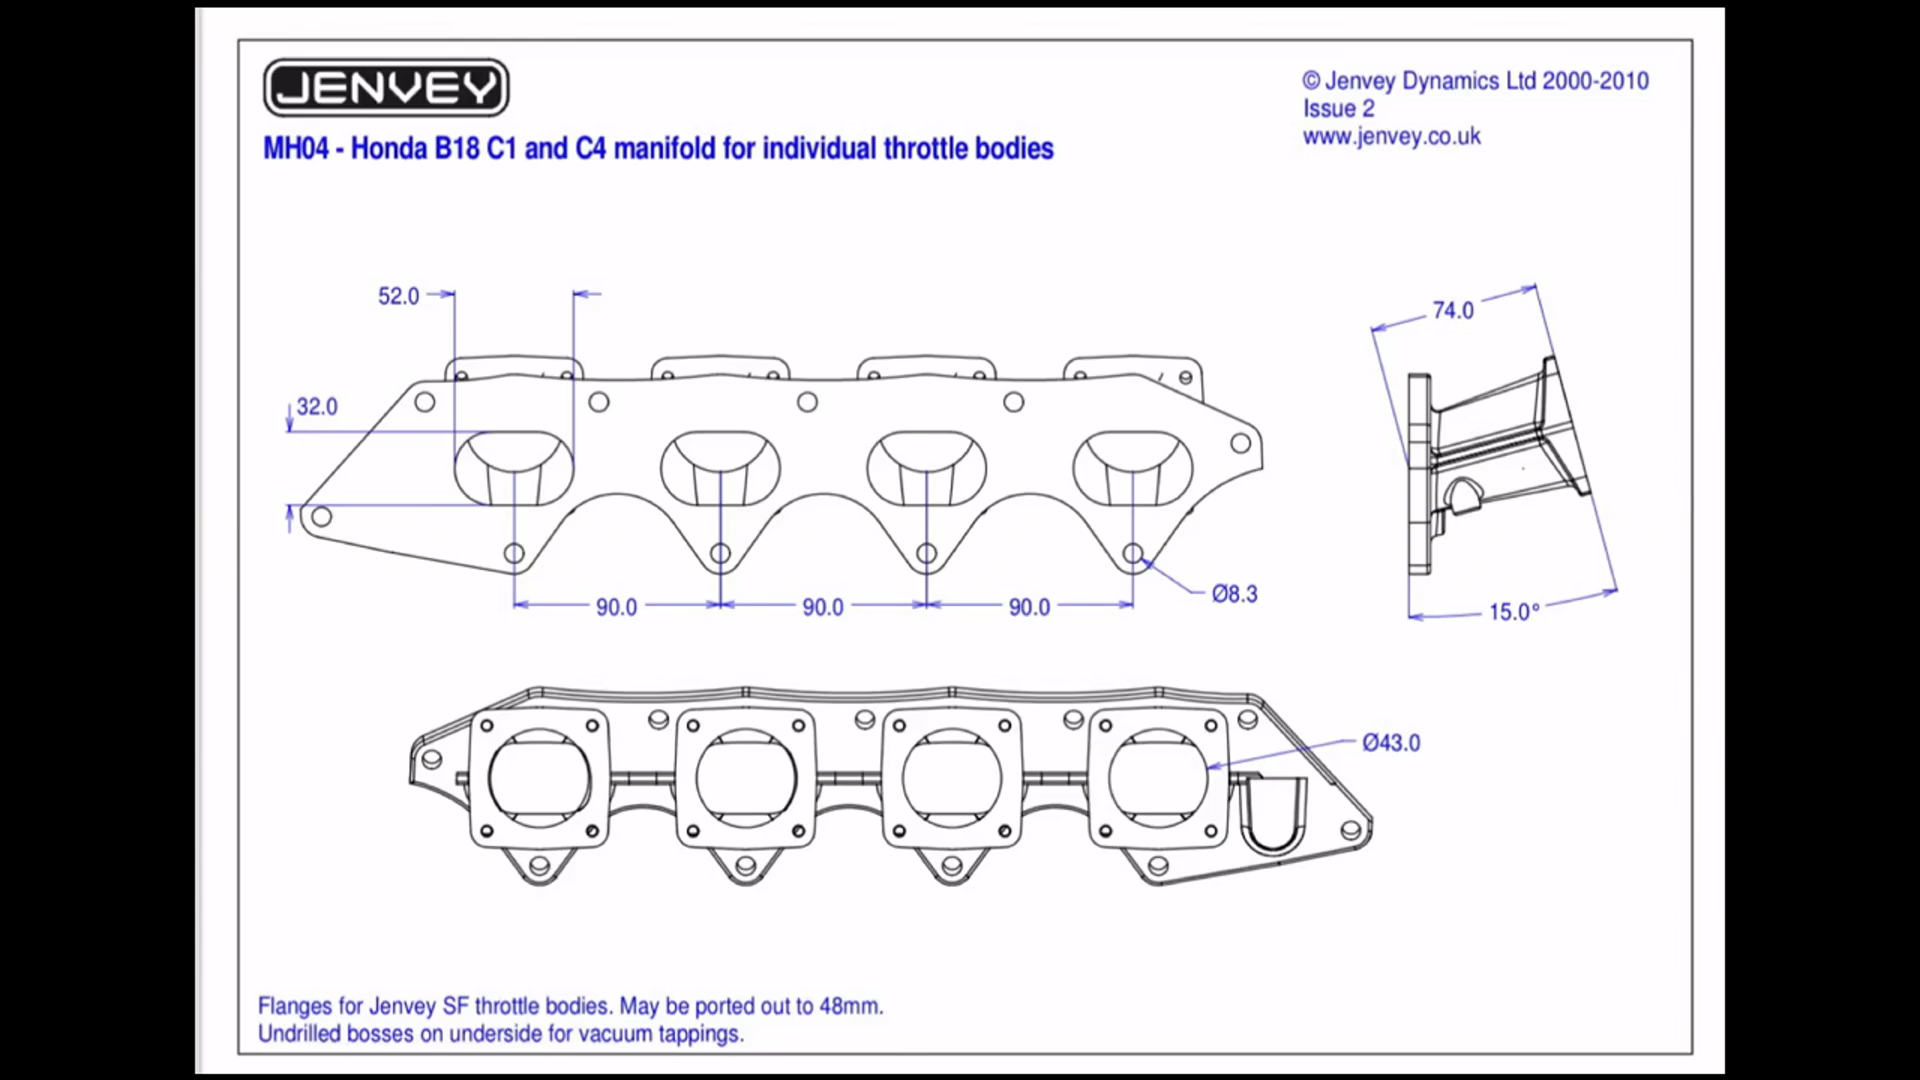 JENVEY
© Jenvey Dynamics Ltd 2000-2010
Issue 2
www.jenvey.co.uk
MH04 - Honda B18 C1 and C4 manifold for individual throttle bodies
52.0
74.0
32.0
Ø8.3
90.0
90.0
90.0
15.0°
Ø43.0
Flanges for Jenvey SF throttle bodies. May be ported out to 48mm.
Undrilled bosses on underside for vacuum tappings.